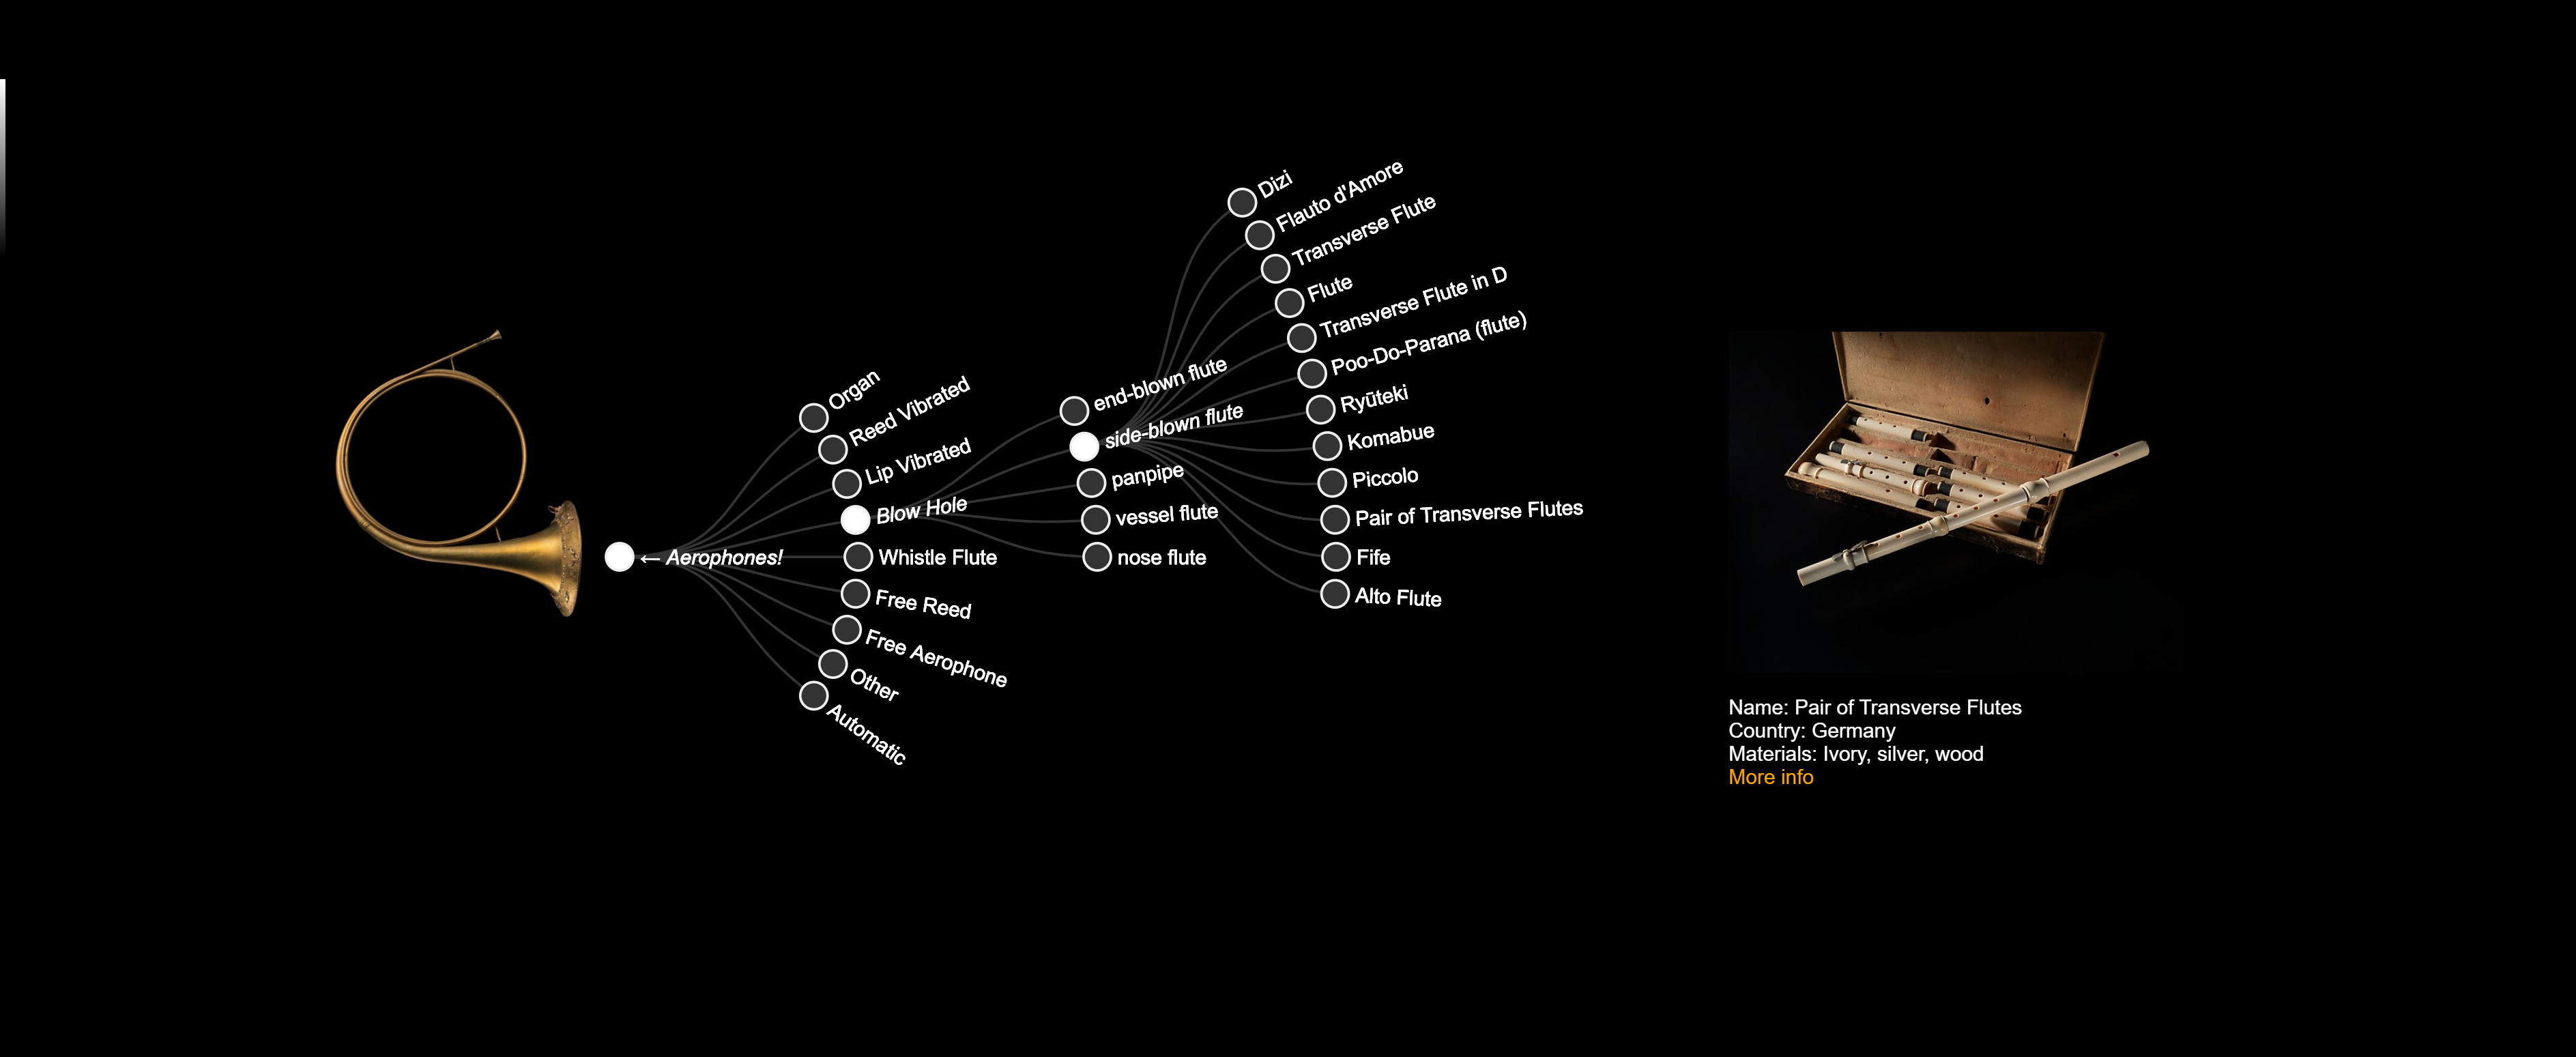 ← Aerophones!
Organ
Reed Vibrated
Lip Vibrated
Blow Hole
Whistle Flute
Free Reed
Free Aerophone
Other
Automatic
end-blown flute
side-blown flute
panpipe
vessel flute
nose flute
Dizi
Flauto d'Amore
Transverse Flute
Flute
Transverse Flute in D
Poo-Do-Parana (flute)
Ryūteki
Komabue
Piccolo
Pair of Transverse Flutes
Fife
Alto Flute
Name: Pair of Transverse Flutes
Country: Germany
Materials: Ivory, silver, wood
More info